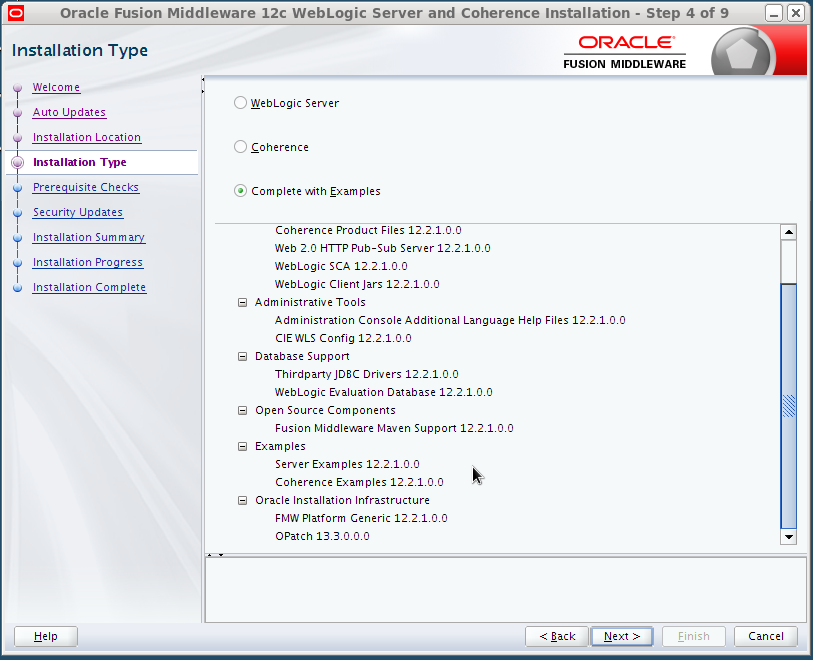 Oracle Fusion Middleware 12c WebLogic Server and Coherence Installation - Step 4 of 9
Installation Type
ORACLE
FUSION MIDDLEWARE
Welcome
Auto Updates
Installation Location
Installation Type
Prerequisite Checks
Security Updates
Installation Summary
Installation Progress
Installation Complete
WebLogic Server
Coherence
Complete with Examples
Coherence Product Files 12.2.1.0.0
Web 2.0 HTTP Pub-Sub Server 12.2.1.0.0
WebLogic SCA 12.2.1.0.0
WebLogic Client Jars 12.2.1.0.0
Administrative Tools
Administration Console Additional Language Help Files 12.2.1.0.0
CIE WLS Config 12.2.1.0.0
Database Support
Thirdparty JDBC Drivers 12.2.1.0.0
WebLogic Evaluation Database 12.2.1.0.0
Open Source Components
Fusion Middleware Maven Support 12.2.1.0.0
Examples
Server Examples 12.2.1.0.0
Coherence Examples 12.2.1.0.0
Oracle Installation Infrastructure
FMW Platform Generic 12.2.1.0.0
OPatch 13.3.0.0.0
Help
< Back
Next >
Finish
Cancel